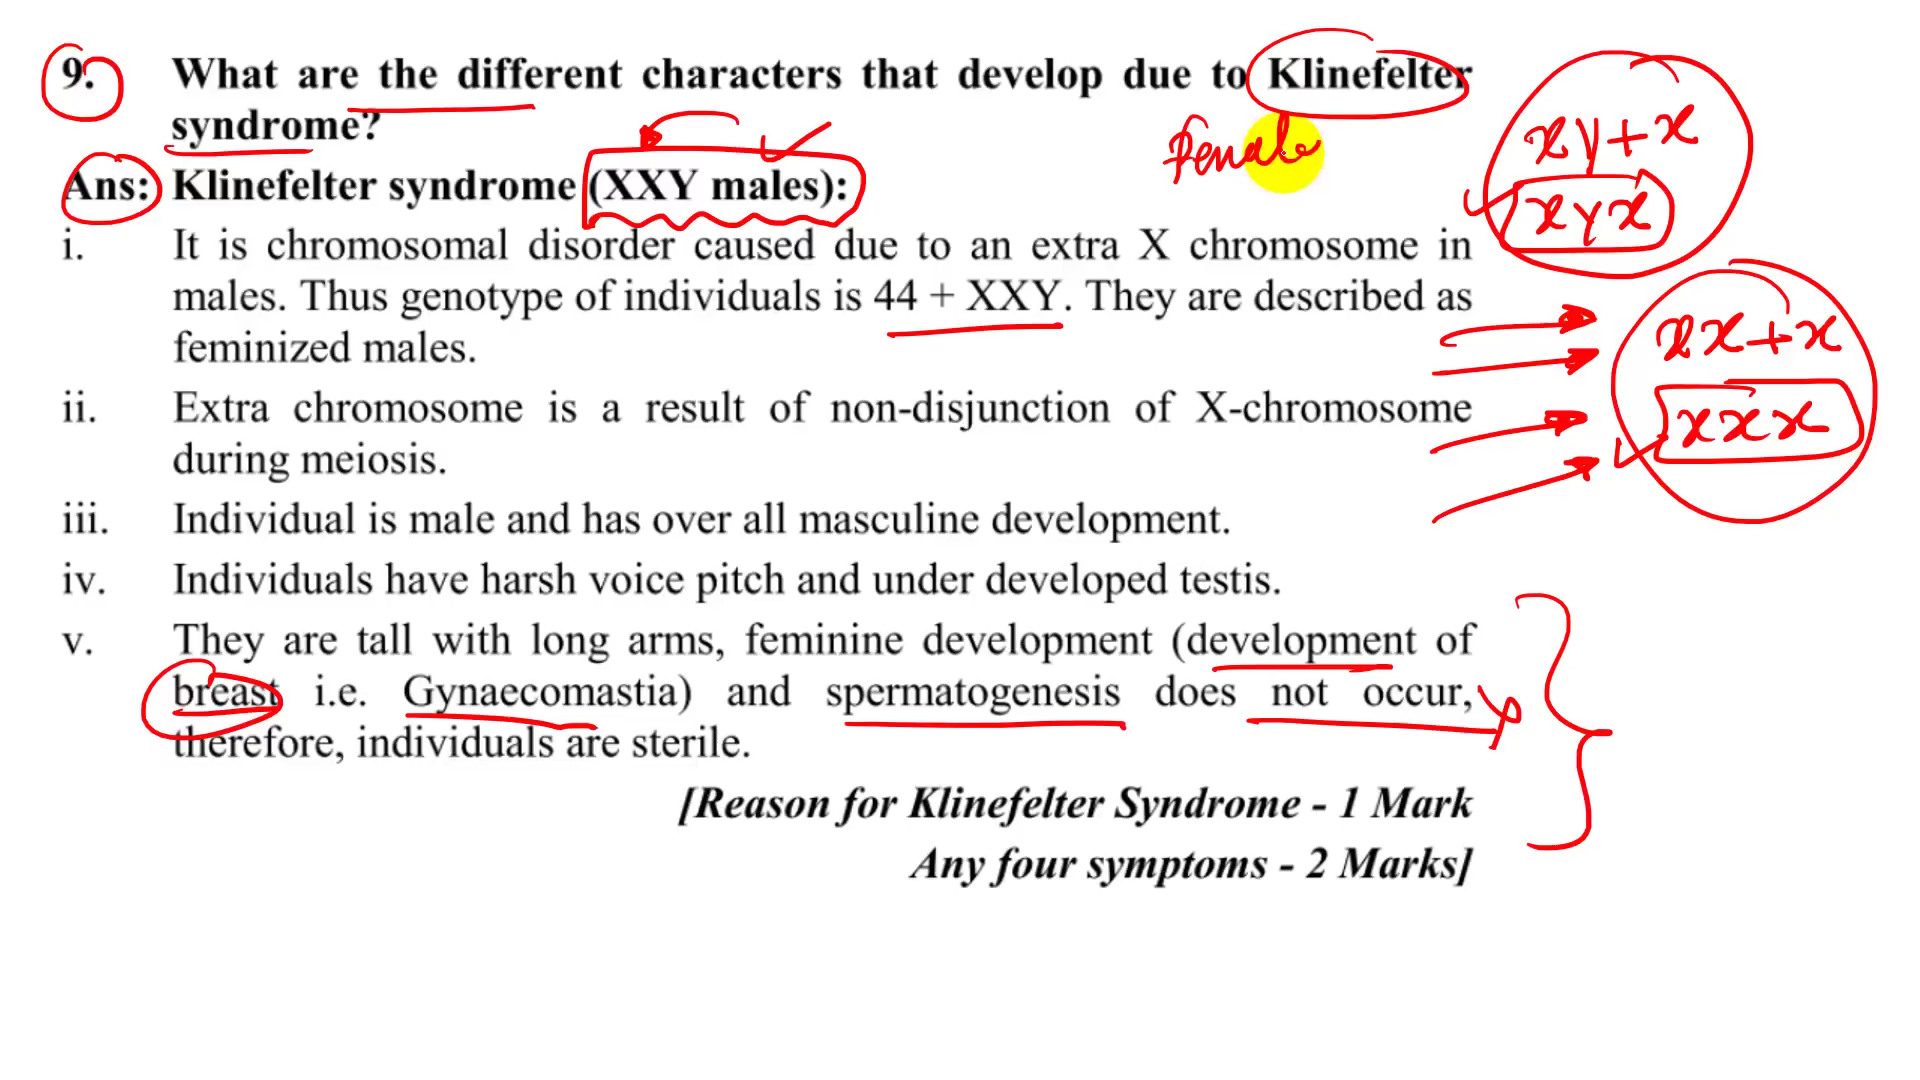 9. What are the different characters that develop due to Klinefelter
syndrome?
Female
xy+x
xyx
Ans: Klinefelter syndrome (XXY males):
i. It is chromosomal disorder caused due to an extra X chromosome in
males. Thus genotype of individuals is 44 + XXY. They are described as
feminized males.
xx+x
xxx
ii. Extra chromosome is a result of non-disjunction of X-chromosome
during meiosis.
iii. Individual is male and has over all masculine development.
iv. Individuals have harsh voice pitch and under developed testis.
v. They are tall with long arms, feminine development (development of
breast i.e. Gynaecomastia) and spermatogenesis does not occur,
therefore, individuals are sterile.
[Reason for Klinefelter Syndrome - 1 Mark
Any four symptoms - 2 Marks]